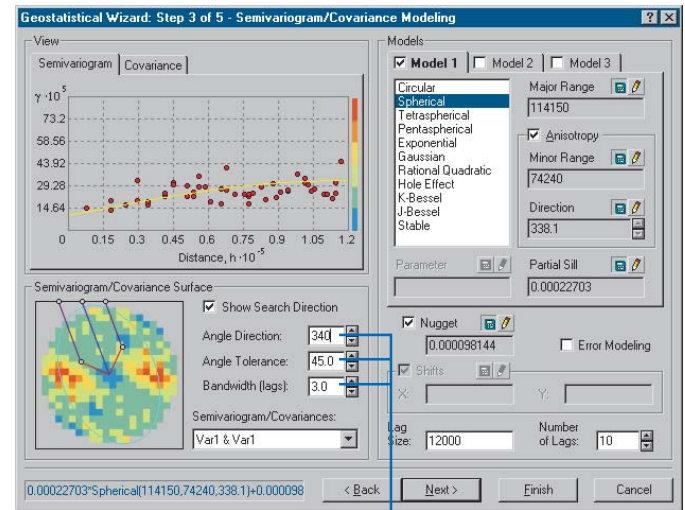 Geostatistical Wizard: Step 3 of 5 - Semivariogram/Covariance Modeling
View
Semivariogram Covariance
γ·10 5
73.2
58.56
43.92
29.28
14.64
0 0.15 0.3 0.45 0.6 0.75 0.9 1.05 1.2
Distance, h·10 -5
Semivariogram/Covariance Surface
Show Search Direction
Angle Direction: 340
Angle Tolerance: 45.0
Bandwidth (lags): 3.0
Semivariogram/Covariances:
Var1 & Var1
Models
Model 1 Model 2 Model 3
Circular
Spherical
Tetraspherical
Pentaspherical
Exponential
Gaussian
Rational Quadratic
Hole Effect
K-Bessel
J-Bessel
Stable
Major Range
114150
Anisotropy
Minor Range
74240
Direction
338.1
Parameter
Partial Sill
0.00022703
Nugget
0.000098144
Error Modeling
Shifts
X: Y:
Lag Size: 12000
Number of Lags: 10
0.00022703*Spherical(114150,74240,338.1)+0.000098
< Back Next > Finish Cancel